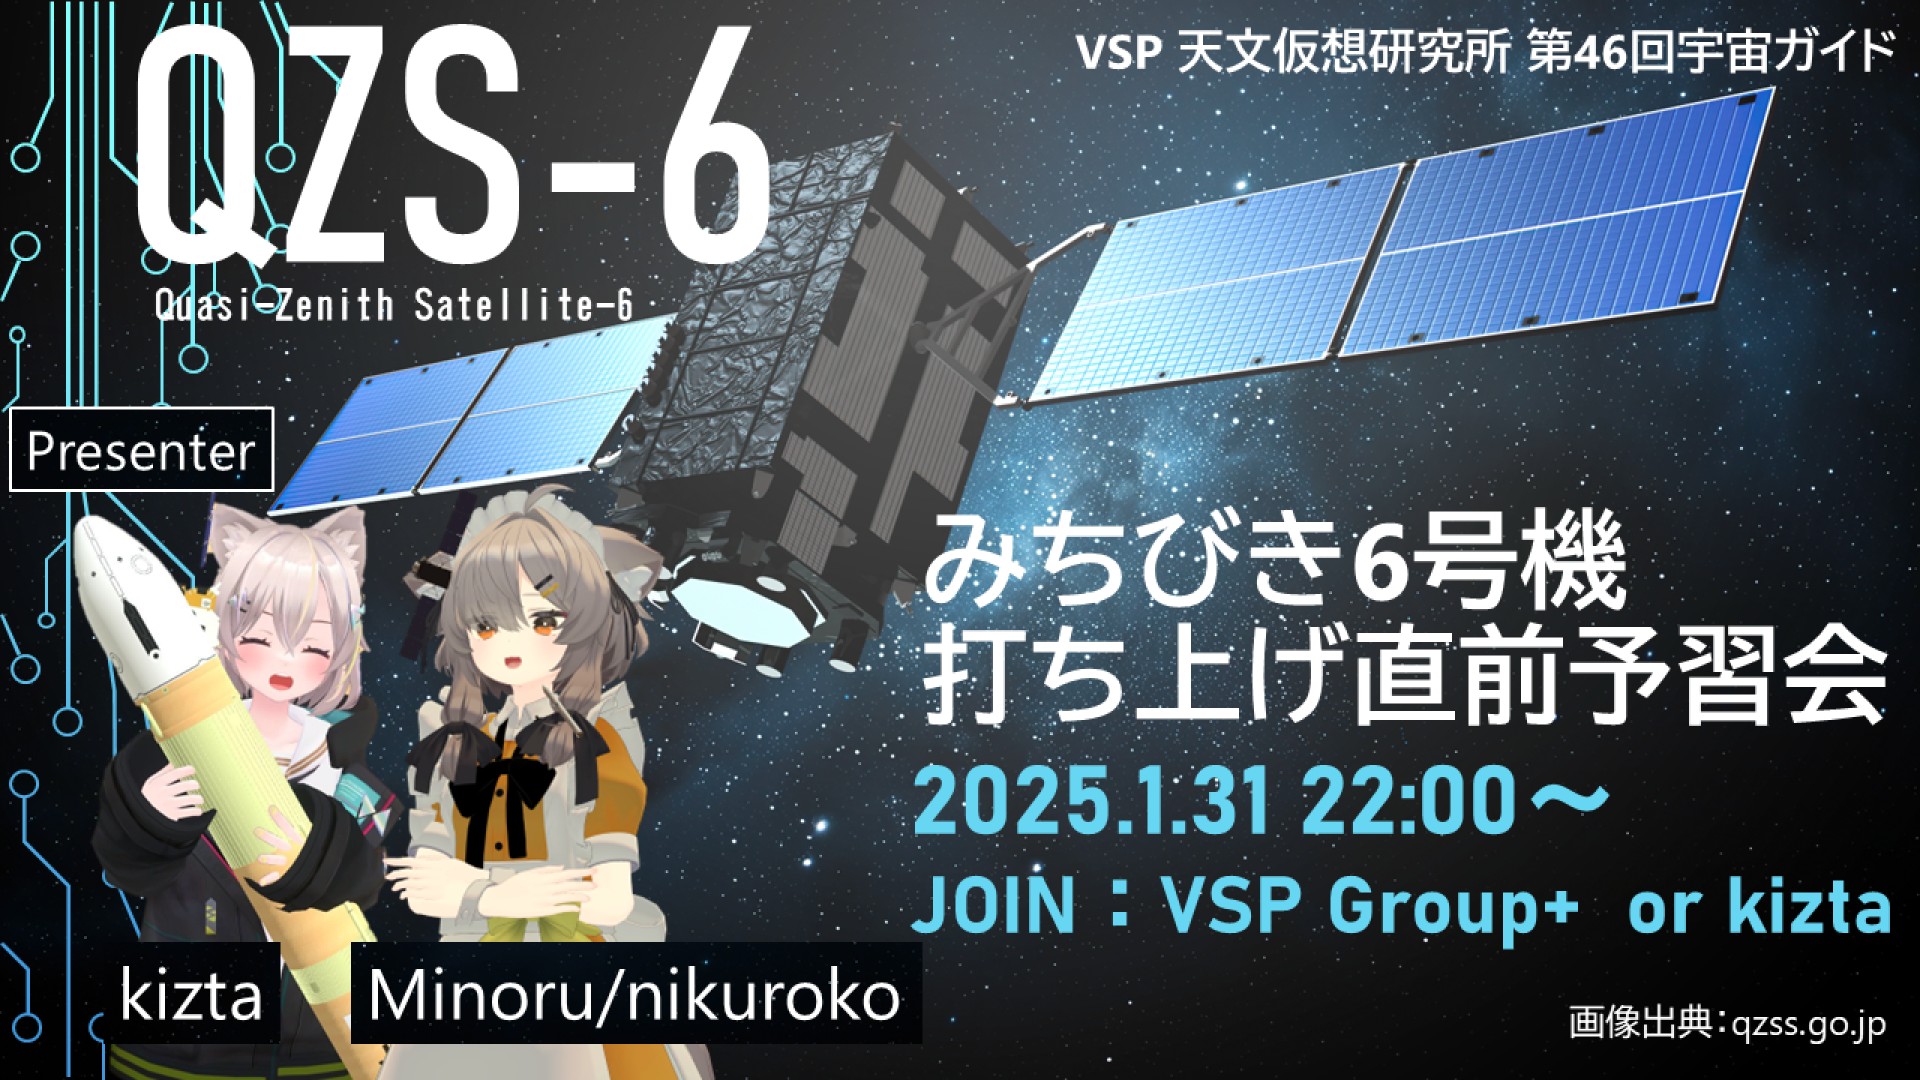 VSP 天文仮想研究所 第46回宇宙ガイド
QZS-6
Quasi-Zenith Satellite-6
Presenter
みちびき6号機
打ち上げ直前予習会
2025.1.31 22:00〜
JOIN：VSP Group+ or kizta
kizta
Minoru/nikuroko
画像出典：qzss.go.jp